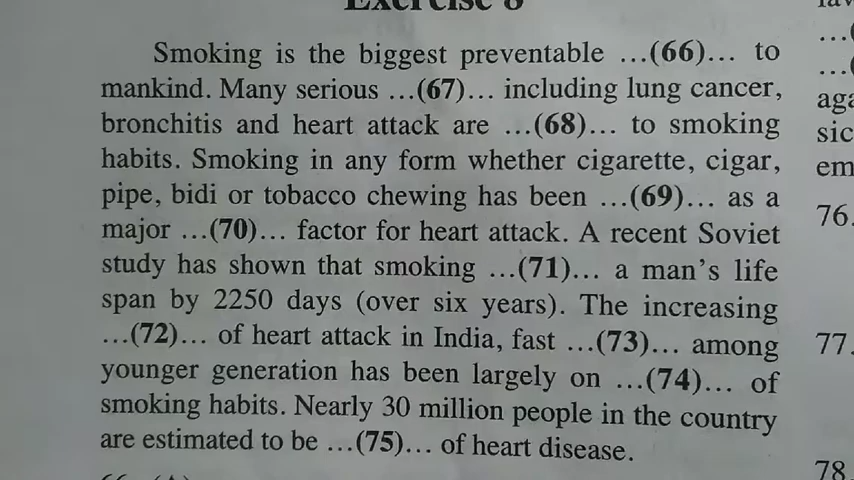 Exercise 8
Smoking is the biggest preventable ...(66)... to
mankind. Many serious ...(67)... including lung cancer,
bronchitis and heart attack are ...(68)... to smoking
habits. Smoking in any form whether cigarette, cigar,
pipe, bidi or tobacco chewing has been ...(69)... as a
major ...(70)... factor for heart attack. A recent Soviet
study has shown that smoking ...(71)... a man's life
span by 2250 days (over six years). The increasing
...(72)... of heart attack in India, fast ...(73)... among
younger generation has been largely on ...(74)... of
smoking habits. Nearly 30 million people in the country
are estimated to be ...(75)... of heart disease.
76.
77.
78.